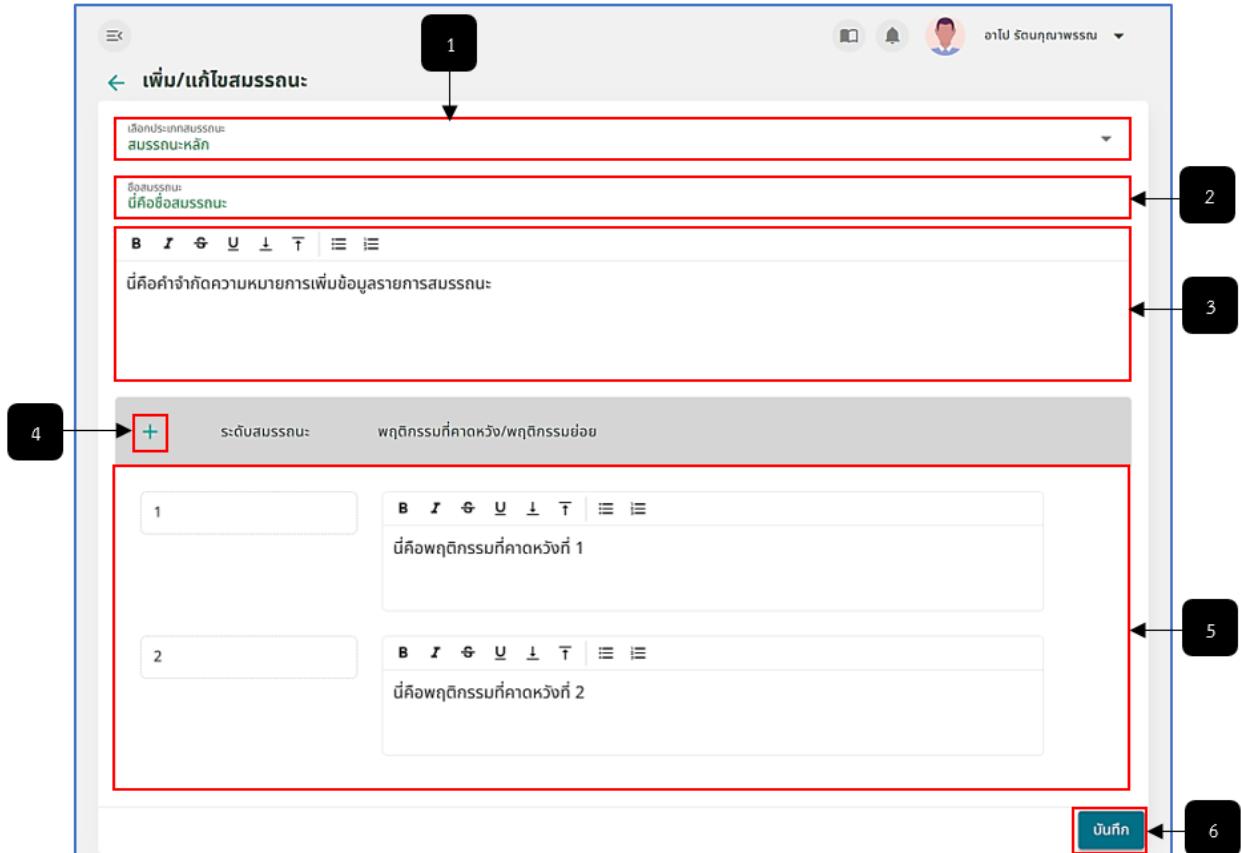 1
อาโป รัตนกุณาพรรณ
เพิ่ม/แก้ไขสมรรถนะ
เลือกประเภทสมรรถนะ
สมรรถนะหลัก
ชื่อสมรรถนะ
นี่คือชื่อสมรรถนะ
2
B I S U
นี่คือคำจำกัดความหมายการเพิ่มข้อมูลรายการสมรรถนะ
3
4
+ ระดับสมรรถนะ พฤติกรรมที่คาดหวัง/พฤติกรรมย่อย
1
B I S U
นี่คือพฤติกรรมที่คาดหวังที่ 1
5
2
B I S U
นี่คือพฤติกรรมที่คาดหวังที่ 2
บันทึก
6